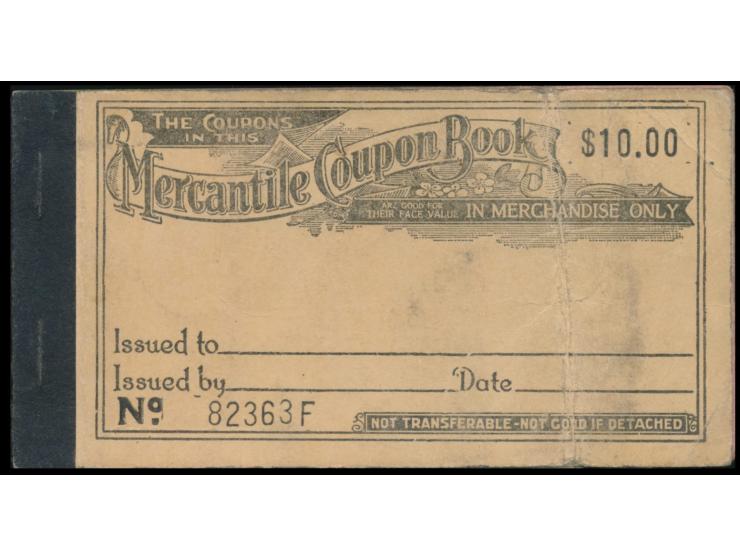 THE COUPONS
IN THIS
Mercantile Coupon Book
$10.00
ARE GOOD FOR
THEIR FACE VALUE
IN MERCHANDISE ONLY
Issued to
Issued by Date
No. 82363F
NOT TRANSFERABLE-NOT GOOD IF DETACHED